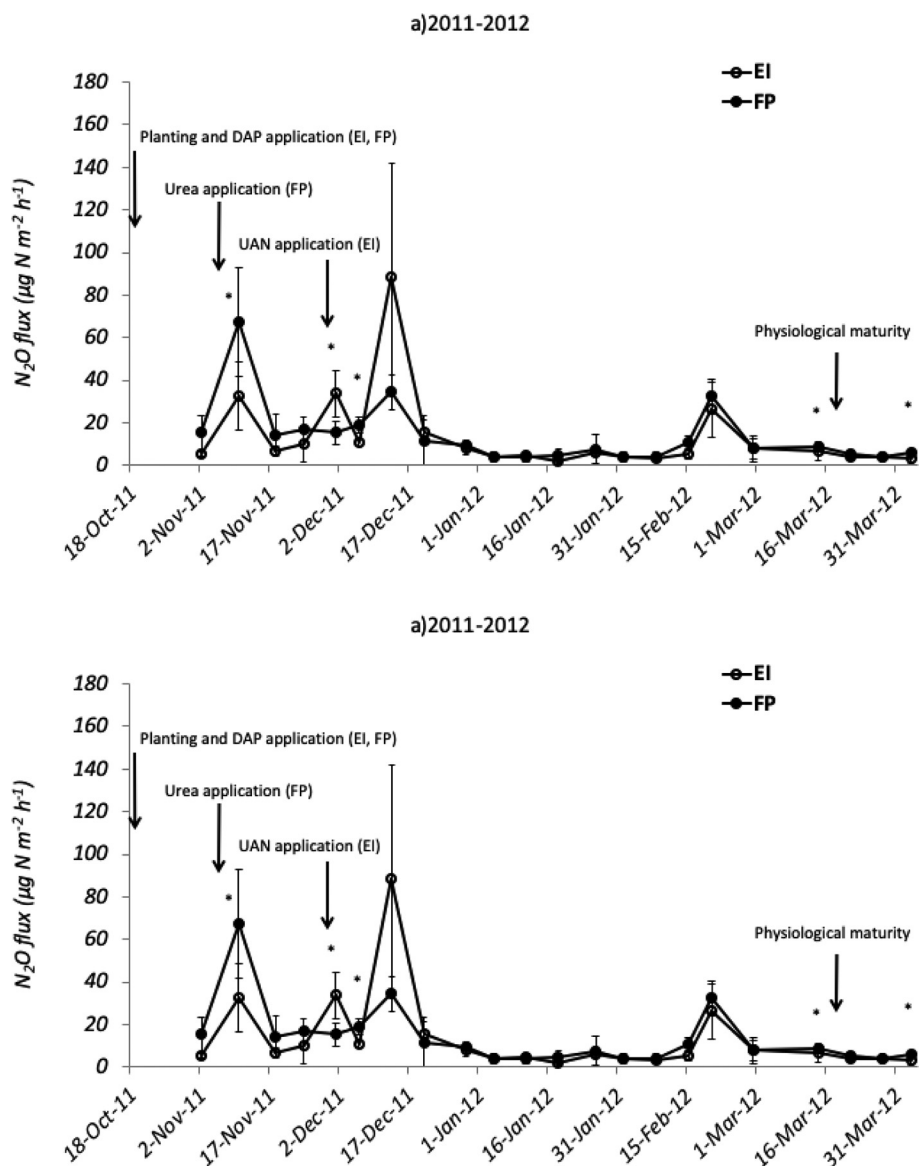 a)2011-2012
180
160
140
120
100
80
60
40
20
0
N₂O flux (µg N m⁻² h⁻¹)
EI
FP
Planting and DAP application (EI, FP)
Urea application (FP)
UAN application (EI)
Physiological maturity
*
*
*
*
*
18-Oct-11
2-Nov-11
17-Nov-11
2-Dec-11
17-Dec-11
1-Jan-12
16-Jan-12
31-Jan-12
15-Feb-12
1-Mar-12
16-Mar-12
31-Mar-12
a)2011-2012
180
160
140
120
100
80
60
40
20
0
N₂O flux (µg N m⁻² h⁻¹)
EI
FP
Planting and DAP application (EI, FP)
Urea application (FP)
UAN application (EI)
Physiological maturity
*
*
*
*
*
18-Oct-11
2-Nov-11
17-Nov-11
2-Dec-11
17-Dec-11
1-Jan-12
16-Jan-12
31-Jan-12
15-Feb-12
1-Mar-12
16-Mar-12
31-Mar-12